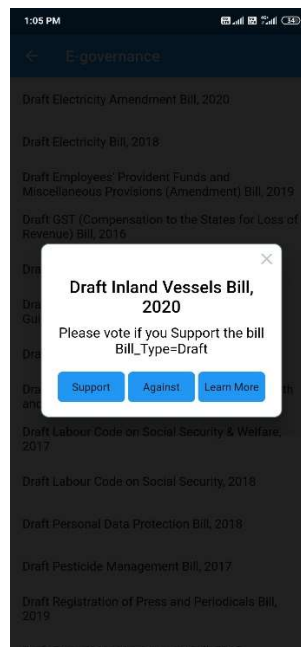 1:05 PM
34
E-governance
Draft Electricity Amendment Bill, 2020
Draft Electricity Bill, 2018
Draft Employees' Provident Funds and
Miscellaneous Provisions (Amendment) Bill, 2019
Draft GST (Compensation to the States for Loss of
Revenue) Bill, 2016
Draft Inland Vessels Bill,
2020
Please vote if you Support the bill
Bill_Type=Draft
Support
Against
Learn More
Draft Labour Code on Social Security & Welfare,
2017
Draft Labour Code on Social Security, 2018
Draft Personal Data Protection Bill, 2018
Draft Pesticide Management Bill, 2017
Draft Registration of Press and Periodicals Bill,
2019